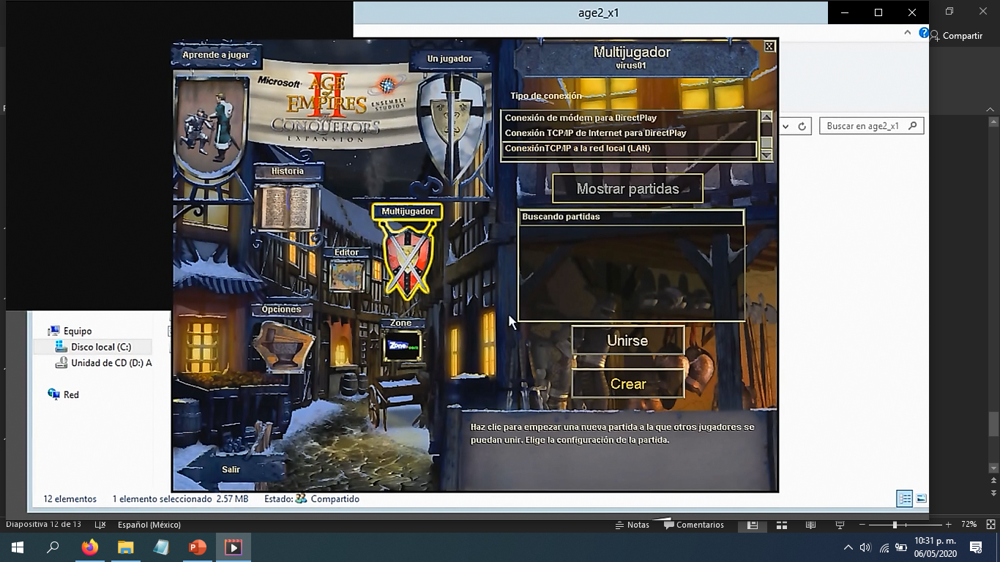 age2_x1
Compartir
Aprende a jugar
Un jugador
Multijugador
virus01
Microsoft
AGE of EMPIRES II
THE CONQUERORS
EXPANSION
ENSEMBLE STUDIOS
Tipo de conexión
Conexión de módem para DirectPlay
Conexión TCP/IP de Internet para DirectPlay
ConexiónTCP/IP a la red local (LAN)
Buscar en age2_x1
Historia
Mostrar partidas
Multijugador
Buscando partidas
Editor
Opciones
Zone
Zone.com
Unirse
Crear
Equipo
Disco local (C:)
Unidad de CD (D:) A
Red
Haz clic para empezar una nueva partida a la que otros jugadores se
puedan unir. Elige la configuración de la partida.
Salir
12 elementos
1 elemento seleccionado 2.57 MB
Estado: Compartido
Diapositiva 12 de 13
Español (México)
Notas
Comentarios
72%
10:31 p. m.
06/05/2020